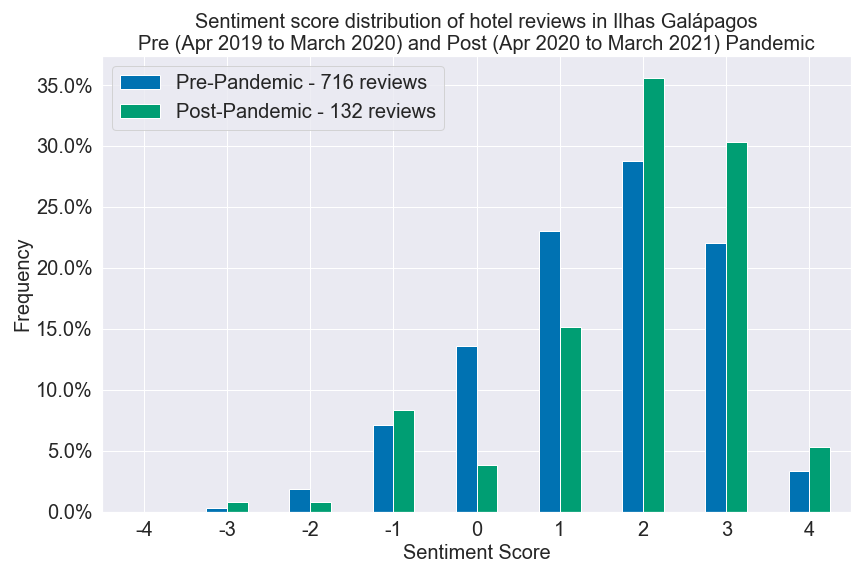 Sentiment score distribution of hotel reviews in Ilhas Galápagos
Pre (Apr 2019 to March 2020) and Post (Apr 2020 to March 2021) Pandemic
Pre-Pandemic - 716 reviews
Post-Pandemic - 132 reviews
35.0%
30.0%
25.0%
20.0%
15.0%
10.0%
5.0%
0.0%
Frequency
-4 -3 -2 -1 0 1 2 3 4
Sentiment Score